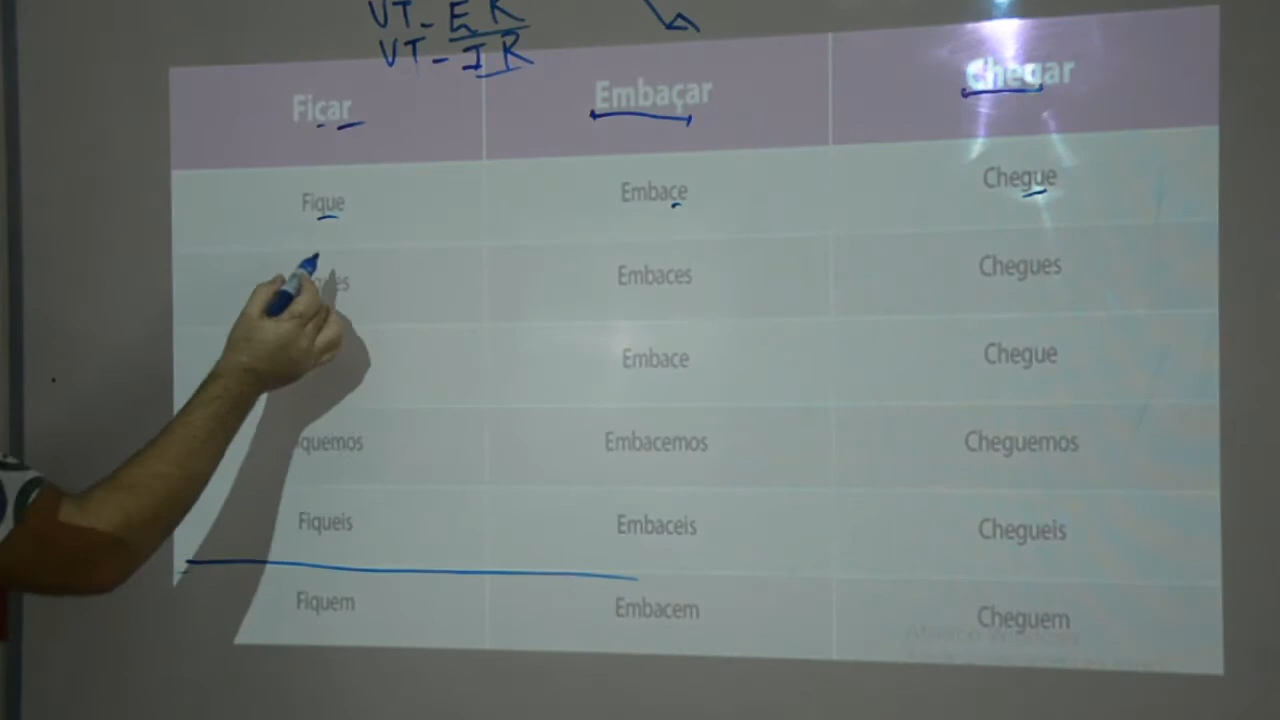 VT - ER
VT - IR
Ficar Embaçar Chegar
Fique Embace Chegue
Embaces Chegues
Embace Chegue
quemos Embacemos Cheguemos
Fiqueis Embaceis Chegueis
Fiquem Embacem Cheguem